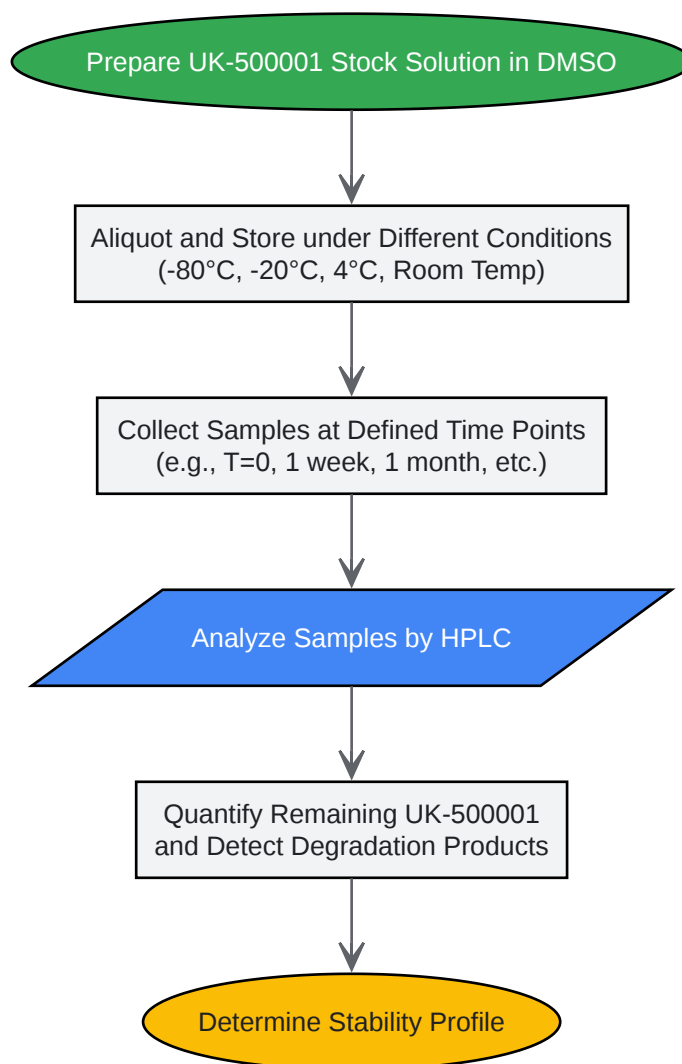 Prepare UK-500001 Stock Solution in DMSO
Aliquot and Store under Different Conditions
(-80°C, -20°C, 4°C, Room Temp)
Collect Samples at Defined Time Points
(e.g., T=0, 1 week, 1 month, etc.)
Analyze Samples by HPLC
Quantify Remaining UK-500001
and Detect Degradation Products
Determine Stability Profile